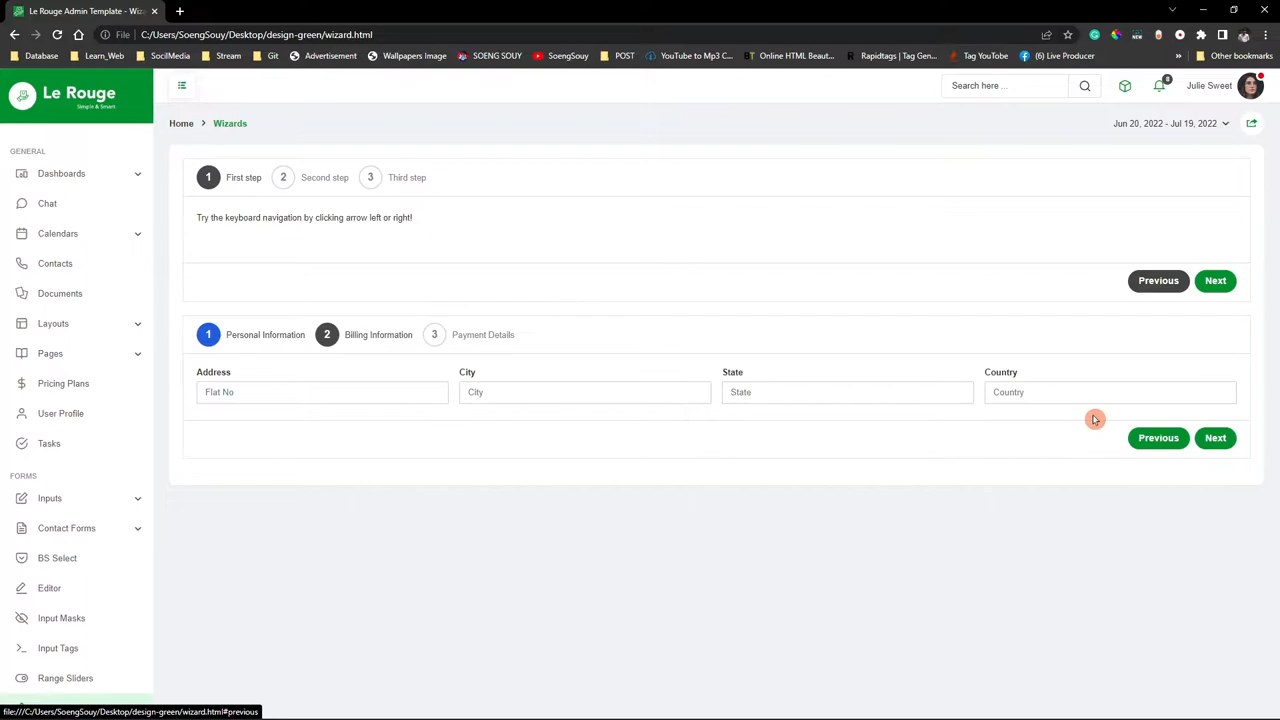 Le Rouge Admin Template - Wiz
File
C:/Users/SoengSouy/Desktop/design-green/wizard.html
Database
Learn_Web
SocilMedia
Stream
Git
Advertisement
Wallpapers Image
SOENG SOUY
SoengSouy
POST
YouTube to Mp3 C...
Online HTML Beaut...
Rapidtags | Tag Gen...
Tag YouTube
(6) Live Producer
»
Other bookmarks
Le Rouge
Simple & Smart
Search here ...
8
Julie Sweet
Home
Wizards
Jun 20, 2022 - Jul 19, 2022
GENERAL
Dashboards
Chat
Calendars
Contacts
Documents
Layouts
Pages
Pricing Plans
User Profile
Tasks
FORMS
Inputs
Contact Forms
BS Select
Editor
Input Masks
Input Tags
Range Sliders
1 First step 2 Second step 3 Third step
Try the keyboard navigation by clicking arrow left or right!
Previous Next
1 Personal Information 2 Billing Information 3 Payment Details
Address City State Country
Flat No City State Country
Previous Next
file:///C:/Users/SoengSouy/Desktop/design-green/wizard.html#previous